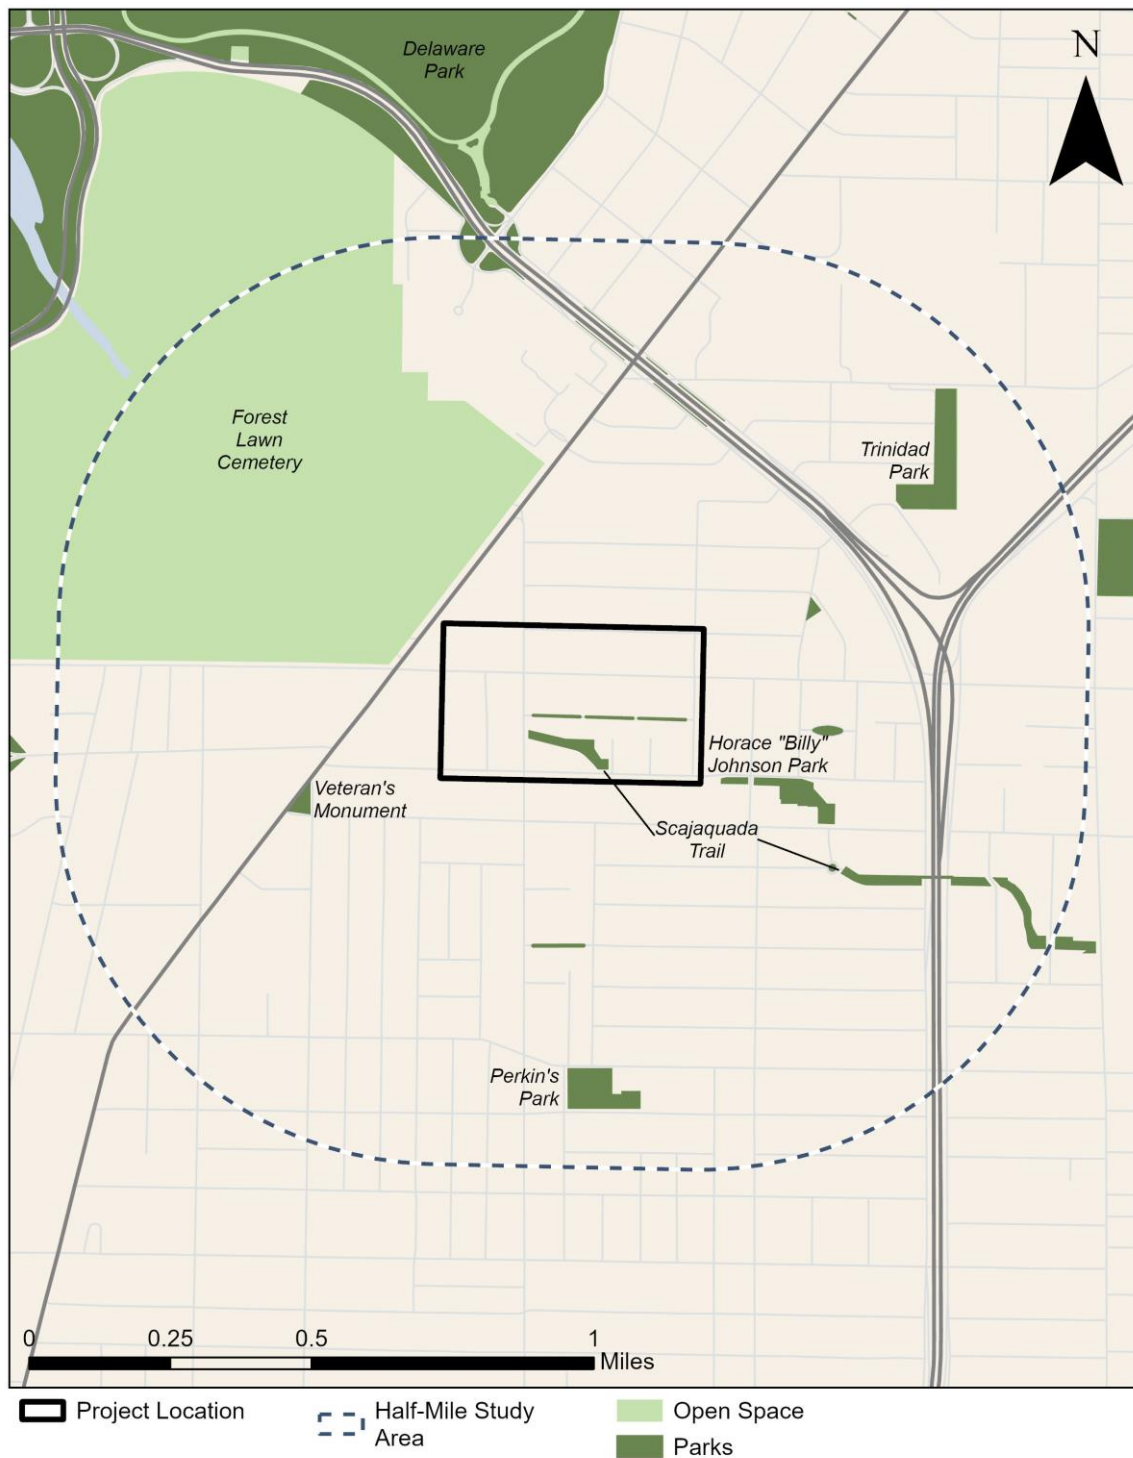 Delaware
Park
N
Forest
Lawn
Cemetery
Trinidad
Park
Horace "Billy"
Johnson Park
Veteran's
Monument
Scajaquada
Trail
Perkin's
Park
0 0.25 0.5 1
Miles
Project Location
Half-Mile Study
Area
Open Space
Parks